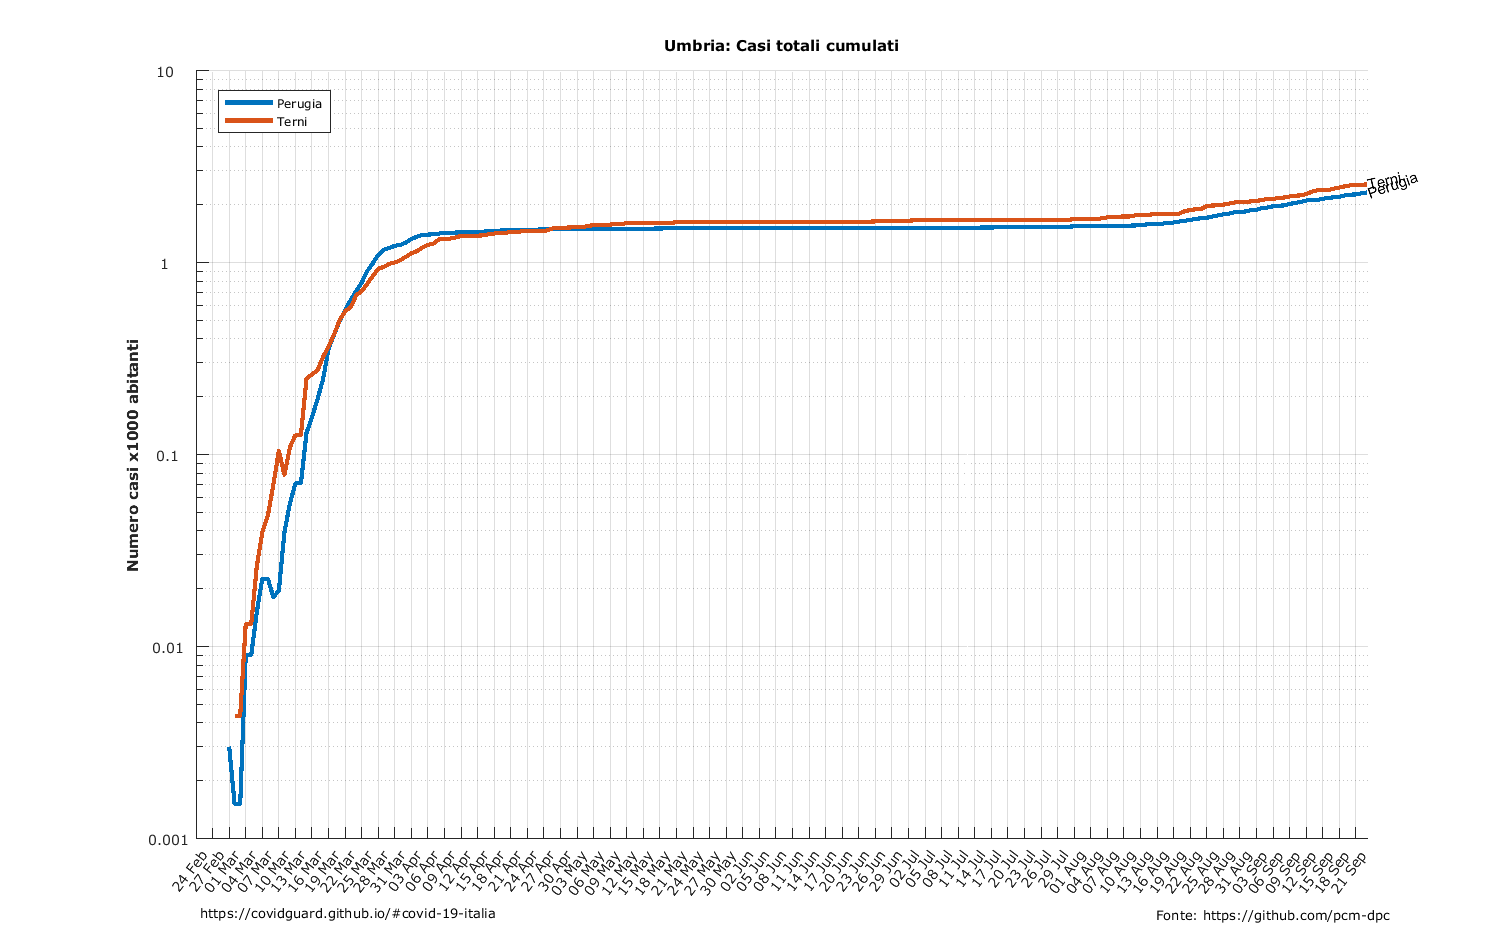 Umbria: Casi totali cumulati
Perugia
Terni
10
1
0.1
0.01
0.001
Numero casi x1000 abitanti
Terni
Perugia
24 Feb
27 Feb
01 Mar
04 Mar
07 Mar
10 Mar
13 Mar
16 Mar
19 Mar
22 Mar
25 Mar
28 Mar
31 Mar
03 Apr
06 Apr
09 Apr
12 Apr
15 Apr
18 Apr
21 Apr
24 Apr
27 Apr
30 Apr
03 May
06 May
09 May
12 May
15 May
18 May
21 May
24 May
27 May
30 May
02 Jun
05 Jun
08 Jun
11 Jun
14 Jun
17 Jun
20 Jun
23 Jun
26 Jun
29 Jun
02 Jul
05 Jul
08 Jul
11 Jul
14 Jul
17 Jul
20 Jul
23 Jul
26 Jul
29 Jul
01 Aug
04 Aug
07 Aug
10 Aug
13 Aug
16 Aug
19 Aug
22 Aug
25 Aug
28 Aug
31 Aug
03 Sep
06 Sep
09 Sep
12 Sep
15 Sep
18 Sep
21 Sep
https://covidguard.github.io/#covid-19-italia
Fonte: https://github.com/pcm-dpc